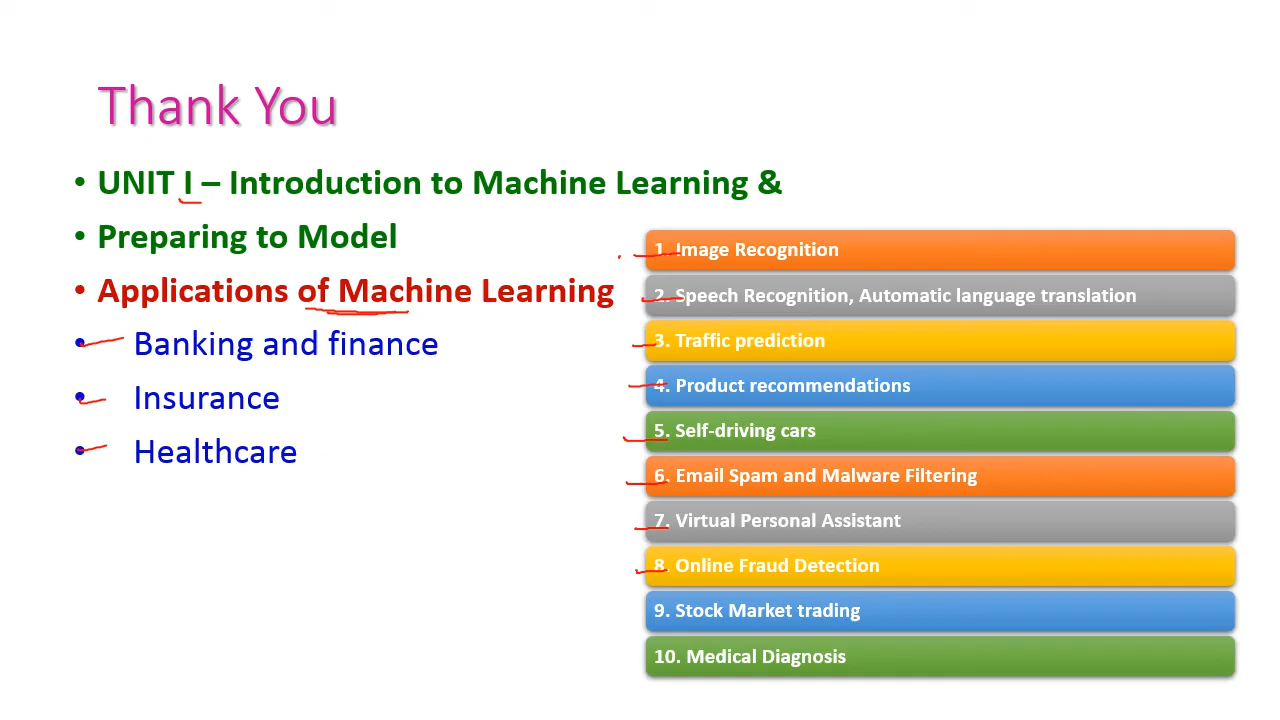 Thank You
• UNIT I – Introduction to Machine Learning &
• Preparing to Model
• Applications of Machine Learning
• Banking and finance
• Insurance
• Healthcare
1. Image Recognition
2. Speech Recognition, Automatic language translation
3. Traffic prediction
4. Product recommendations
5. Self-driving cars
6. Email Spam and Malware Filtering
7. Virtual Personal Assistant
8. Online Fraud Detection
9. Stock Market trading
10. Medical Diagnosis